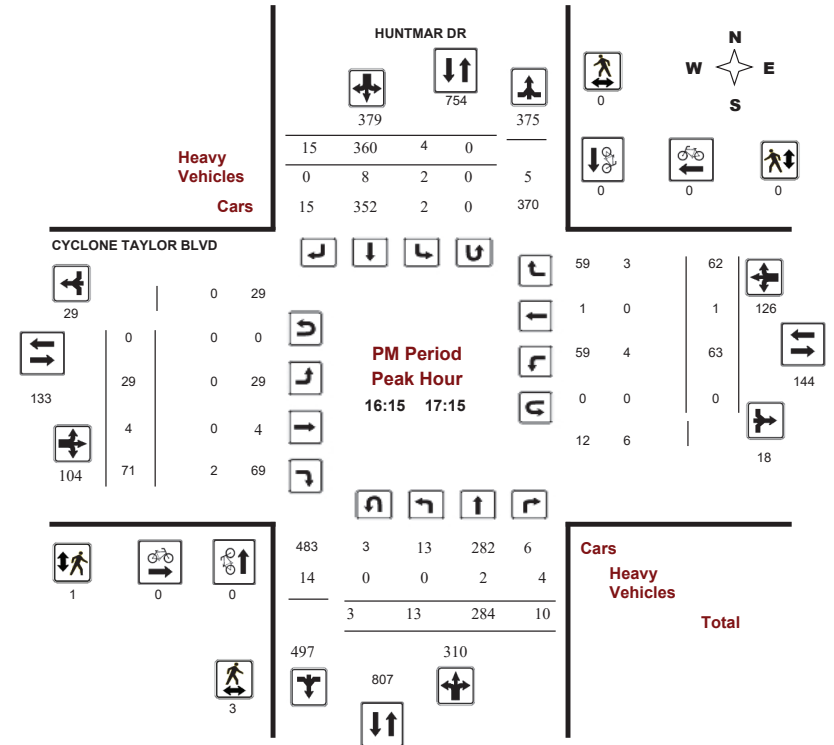 HUNTMAR DR
N
W E
S
754
0
379 375
15 360 4 0
Heavy
Vehicles 0 8 2 0 5
Cars 15 352 2 0 370
0 0 0
CYCLONE TAYLOR BLVD
29 0 29
59 3 62
126
0 0 0
1 0 1
133
PM Period
Peak Hour
16:15 17:15
29 0 29
59 4 63
144
4 0 4
0 0 0
104
71 2 69
12 6
18
483 3 13 282 6 Cars
14 0 0 2 4 Heavy
Vehicles
1 0 0
3 13 284 10 Total
497 310
807
3